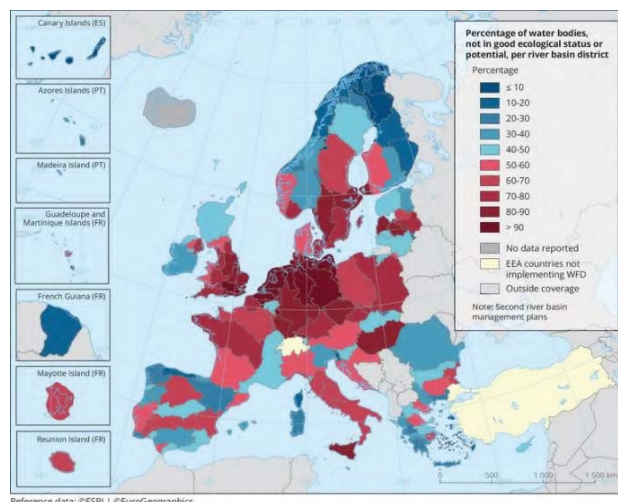 Canary Islands (ES)
Azores Islands (PT)
Madeira Island (PT)
Guadeloupe and
Martinique Islands (FR)
French Guiana (FR)
Mayotte Island (FR)
Reunion Island (FR)
Percentage of water bodies,
not in good ecological status or
potential, per river basin district
Percentage
≤ 10
10-20
20-30
30-40
40-50
50-60
60-70
70-80
80-90
> 90
No data reported
EEA countries not
implementing WFD
Outside coverage
Note: Second river basin
management plans
0 500 1 000 1 500 km
Reference data: ©ESRI | ©EuroGeographics